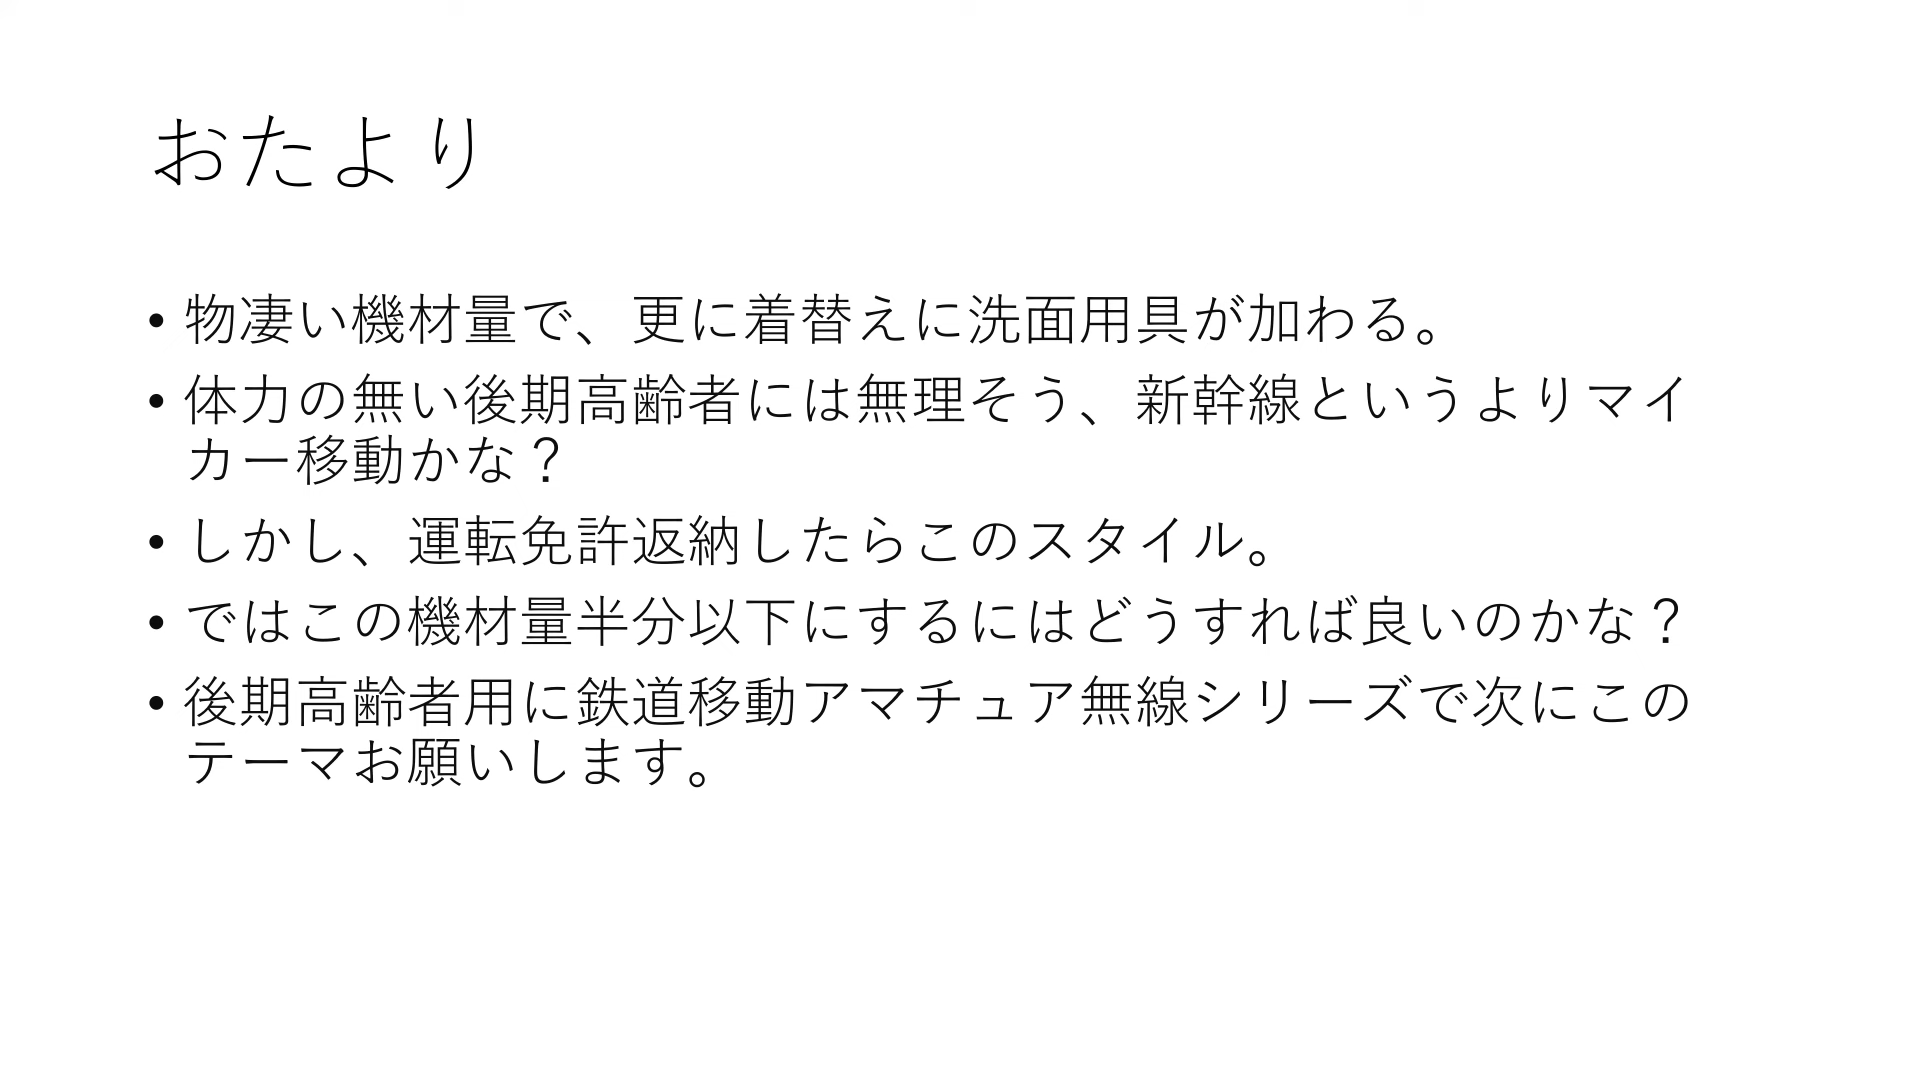 おたより
• 物凄い機材量で、更に着替えに洗面用具が加わる。
• 体力の無い後期高齢者には無理そう、新幹線というよりマイ
カー移動かな？
• しかし、運転免許返納したらこのスタイル。
• ではこの機材量半分以下にするにはどうすれば良いのかな？
• 後期高齢者用に鉄道移動アマチュア無線シリーズで次にこの
テーマお願いします。